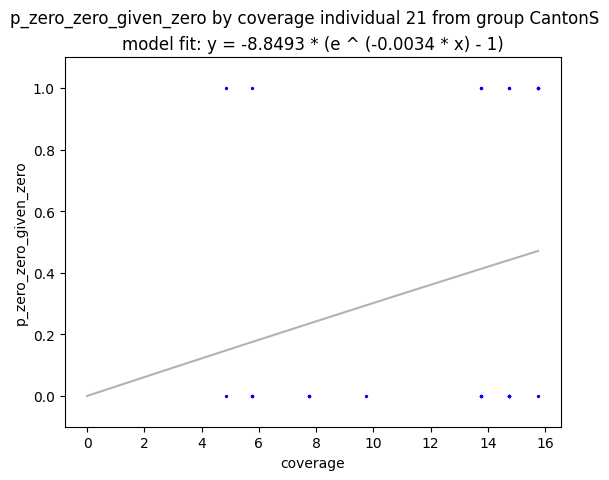 p_zero_zero_given_zero by coverage individual 21 from group CantonS
model fit: y = -8.8493 * (e ^ (-0.0034 * x) - 1)
1.0
0.8
0.6
0.4
0.2
0.0
p_zero_zero_given_zero
0 2 4 6 8 10 12 14 16
coverage